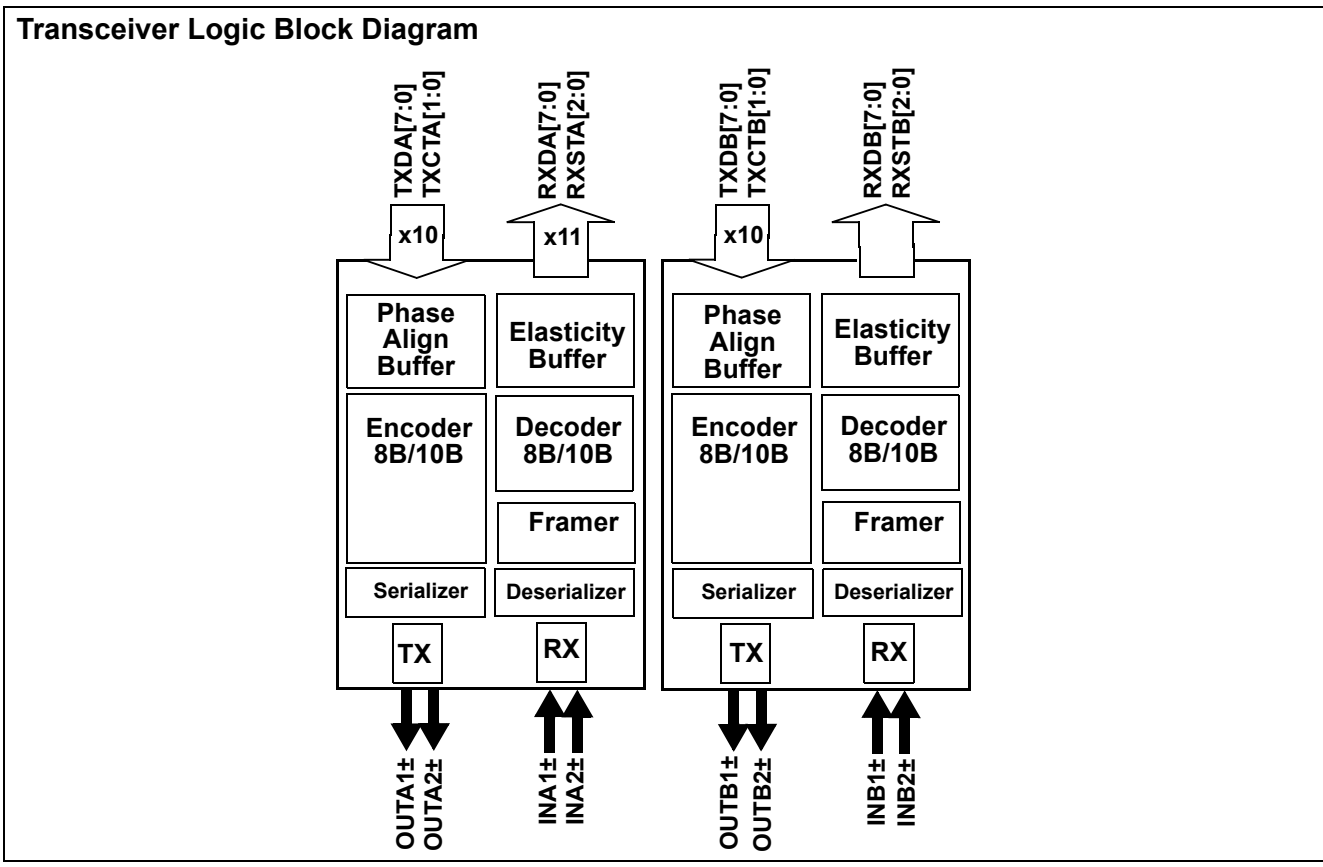 Transceiver Logic Block Diagram
TXDA[7:0]
TXCTA[1:0]
RXDA[7:0]
RXSTA[2:0]
TXDB[7:0]
TXCTB[1:0]
RXDB[7:0]
RXSTB[2:0]
x10
x11
x10
Phase
Align
Buffer
Elasticity
Buffer
Phase
Align
Buffer
Elasticity
Buffer
Encoder
8B/10B
Decoder
8B/10B
Encoder
8B/10B
Decoder
8B/10B
Framer
Framer
Serializer
Deserializer
Serializer
Deserializer
TX
RX
TX
RX
OUTA1±
OUTA2±
INA1±
INA2±
OUTB1±
OUTB2±
INB1±
INB2±